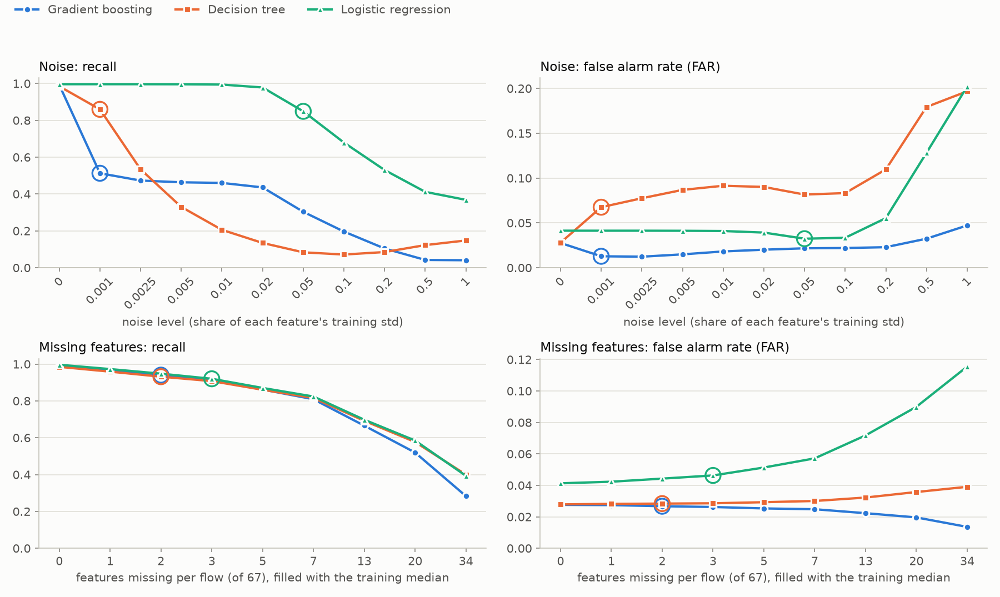 Gradient boosting Decision tree Logistic regression
Noise: recall
1.0
0.8
0.6
0.4
0.2
0.0
0 0.001 0.0025 0.005 0.01 0.02 0.05 0.1 0.2 0.5 1
noise level (share of each feature's training std)
Noise: false alarm rate (FAR)
0.20
0.15
0.10
0.05
0.00
0 0.001 0.0025 0.005 0.01 0.02 0.05 0.1 0.2 0.5 1
noise level (share of each feature's training std)
Missing features: recall
1.0
0.8
0.6
0.4
0.2
0.0
0 1 2 3 5 7 13 20 34
features missing per flow (of 67), filled with the training median
Missing features: false alarm rate (FAR)
0.12
0.10
0.08
0.06
0.04
0.02
0.00
0 1 2 3 5 7 13 20 34
features missing per flow (of 67), filled with the training median